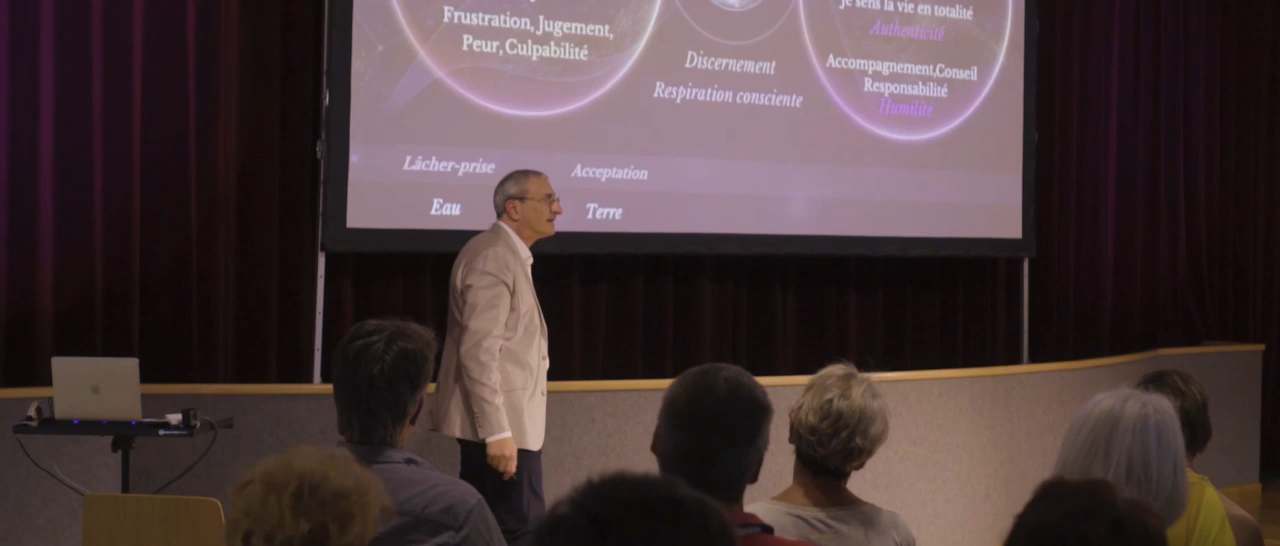 Frustration, Jugement,
Peur, Culpabilité
Discernement
Respiration consciente
Je sens la vie en totalité
Authenticité
Accompagnement,Conseil
Responsabilité
Humilité
Lâcher-prise
Acceptation
Eau
Terre